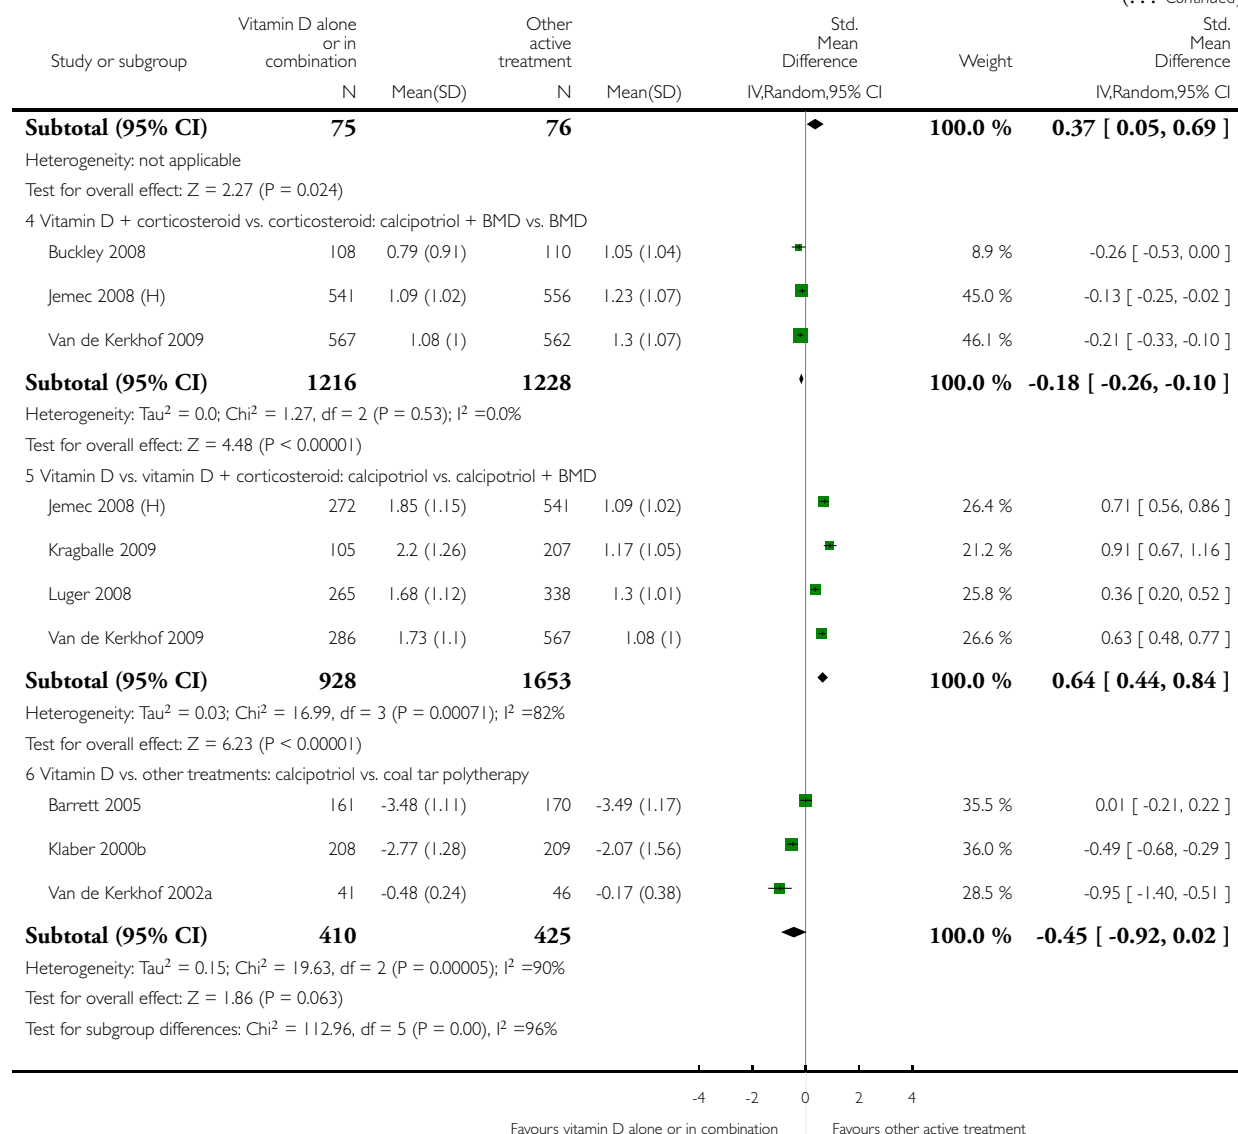 (. . . Continued)
Vitamin D alone or in combination Other active treatment Std. Mean Difference Std. Mean Difference
Study or subgroup Weight
N Mean(SD) N Mean(SD) IV,Random,95% CI IV,Random,95% CI
Subtotal (95% CI) 75 76 100.0 % 0.37 [ 0.05, 0.69 ]
Heterogeneity: not applicable
Test for overall effect: Z = 2.27 (P = 0.024)
4 Vitamin D + corticosteroid vs. corticosteroid: calcipotriol + BMD vs. BMD
Buckley 2008 108 0.79 (0.91) 110 1.05 (1.04) 8.9 % -0.26 [ -0.53, 0.00 ]
Jemec 2008 (H) 541 1.09 (1.02) 556 1.23 (1.07) 45.0 % -0.13 [ -0.25, -0.02 ]
Van de Kerkhof 2009 567 1.08 (1) 562 1.3 (1.07) 46.1 % -0.21 [ -0.33, -0.10 ]
Subtotal (95% CI) 1216 1228 100.0 % -0.18 [ -0.26, -0.10 ]
Heterogeneity: Tau² = 0.0; Chi² = 1.27, df = 2 (P = 0.53); I² =0.0%
Test for overall effect: Z = 4.48 (P < 0.00001)
5 Vitamin D vs. vitamin D + corticosteroid: calcipotriol vs. calcipotriol + BMD
Jemec 2008 (H) 272 1.85 (1.15) 541 1.09 (1.02) 26.4 % 0.71 [ 0.56, 0.86 ]
Kragballe 2009 105 2.2 (1.26) 207 1.17 (1.05) 21.2 % 0.91 [ 0.67, 1.16 ]
Luger 2008 265 1.68 (1.12) 338 1.3 (1.01) 25.8 % 0.36 [ 0.20, 0.52 ]
Van de Kerkhof 2009 286 1.73 (1.1) 567 1.08 (1) 26.6 % 0.63 [ 0.48, 0.77 ]
Subtotal (95% CI) 928 1653 100.0 % 0.64 [ 0.44, 0.84 ]
Heterogeneity: Tau² = 0.03; Chi² = 16.99, df = 3 (P = 0.00071); I² =82%
Test for overall effect: Z = 6.23 (P < 0.00001)
6 Vitamin D vs. other treatments: calcipotriol vs. coal tar polytherapy
Barrett 2005 161 -3.48 (1.11) 170 -3.49 (1.17) 35.5 % 0.01 [ -0.21, 0.22 ]
Klaber 2000b 208 -2.77 (1.28) 209 -2.07 (1.56) 36.0 % -0.49 [ -0.68, -0.29 ]
Van de Kerkhof 2002a 41 -0.48 (0.24) 46 -0.17 (0.38) 28.5 % -0.95 [ -1.40, -0.51 ]
Subtotal (95% CI) 410 425 100.0 % -0.45 [ -0.92, 0.02 ]
Heterogeneity: Tau² = 0.15; Chi² = 19.63, df = 2 (P = 0.00005); I² =90%
Test for overall effect: Z = 1.86 (P = 0.063)
Test for subgroup differences: Chi² = 112.96, df = 5 (P = 0.00), I² =96%
-4 -2 0 2 4
Favours vitamin D alone or in combination Favours other active treatment